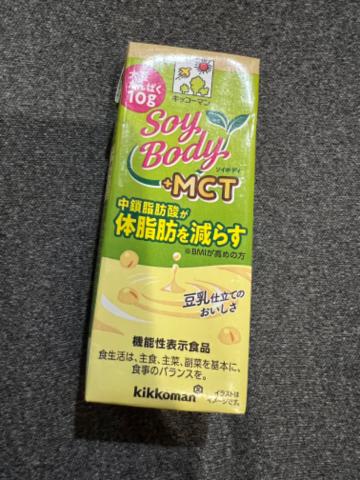 大豆
たんぱく
10g
キッコーマン
Soy
Body
ソイボディ
+MCT
中鎖脂肪酸が
体脂肪を減らす
※BMIが高めの方
豆乳仕立ての
おいしさ
機能性表示食品
食生活は、主食、主菜、副菜を基本に、
食事のバランスを。
kikkoman
イラストは
イメージです。